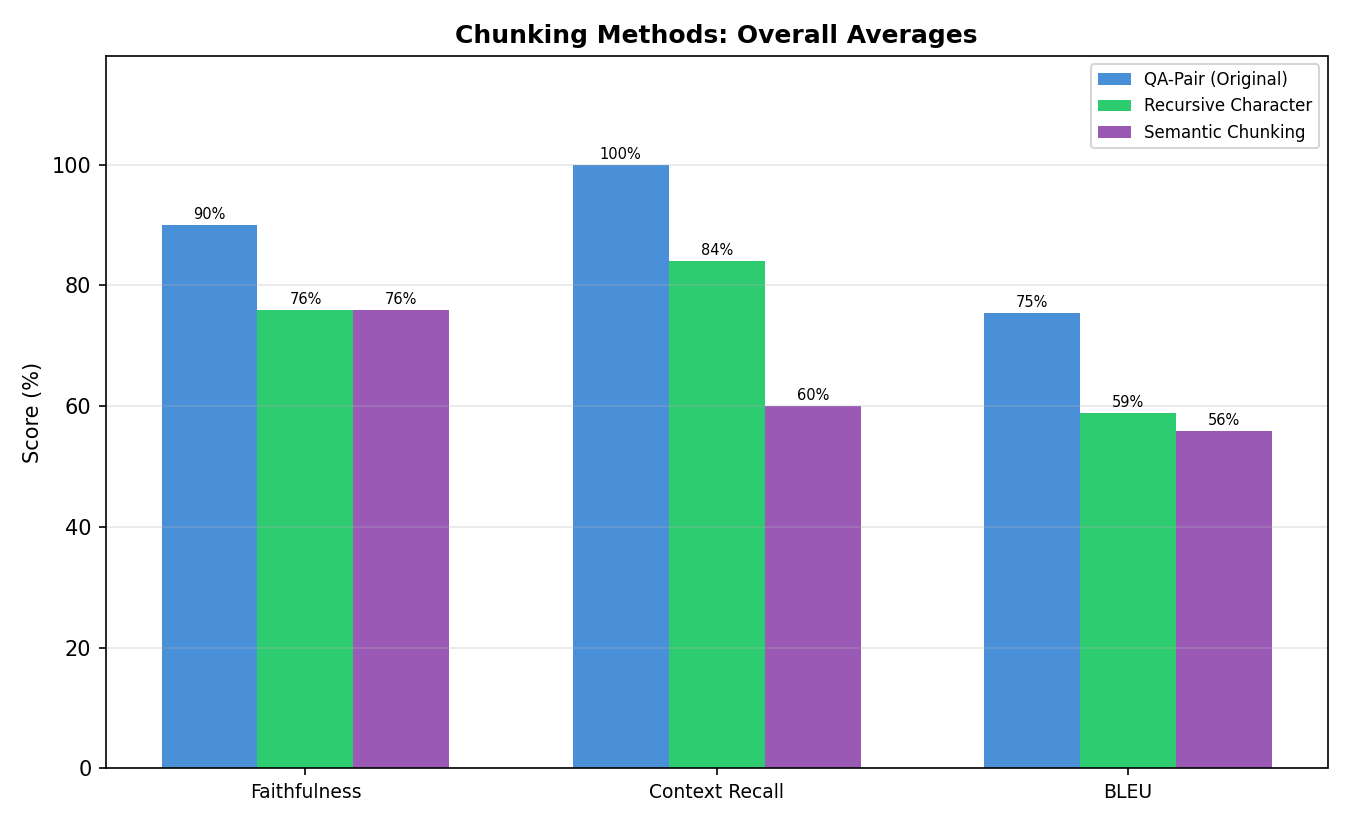 Chunking Methods: Overall Averages
QA-Pair (Original)
Recursive Character
Semantic Chunking
Score (%)
100
80
60
40
20
0
90%
76%
76%
100%
84%
60%
75%
59%
56%
Faithfulness
Context Recall
BLEU